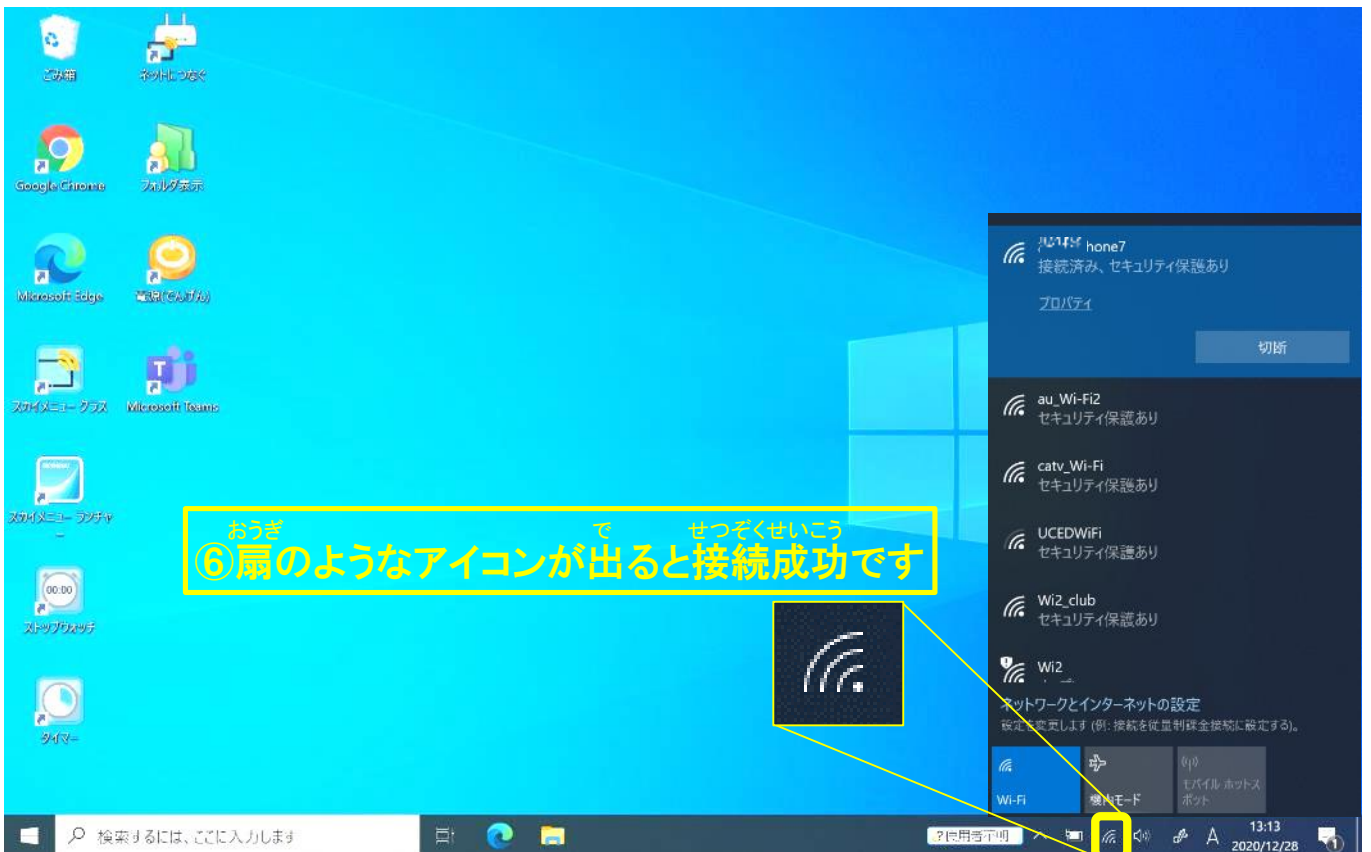 ごみ箱
ネットにつなぐ
Google Chrome
フォルダ表示
Microsoft Edge
電源(でんげん)
スカイメニュー クラス
Microsoft Teams
スカイメニュー ランチャ
ー
00:00
ストップウォッチ
タイマー
おうぎ で せつぞくせいこう
⑥扇のようなアイコンが出ると接続成功です
hone7
接続済み、セキュリティ保護あり
プロパティ
切断
au_Wi-Fi2
セキュリティ保護あり
catv_Wi-Fi
セキュリティ保護あり
UCEDWiFi
セキュリティ保護あり
Wi2_club
セキュリティ保護あり
Wi2
ネットワークとインターネットの設定
設定を変更します (例: 接続を従量制課金接続に設定する)。
Wi-Fi
機内モード
モバイル ホットス
ポット
検索するには、ここに入力します
?使用者不明
A
13:13
2020/12/28
1